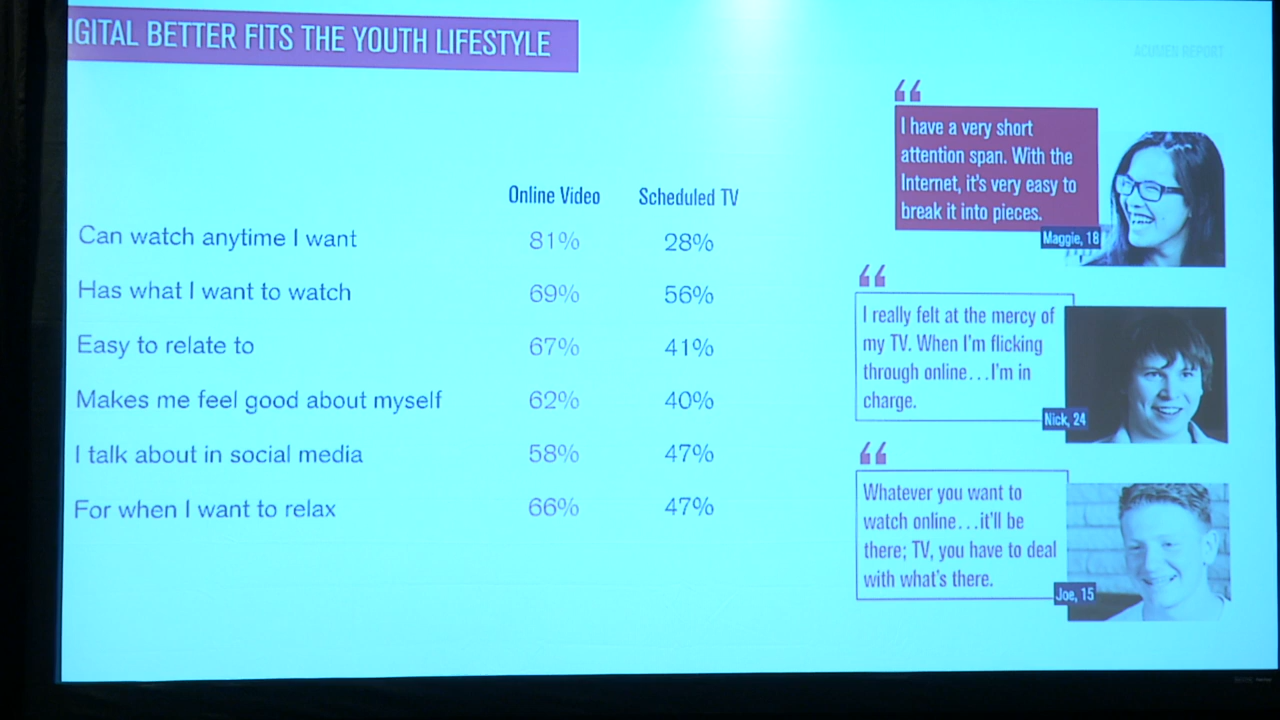 IGITAL BETTER FITS THE YOUTH LIFESTYLE
ACUMEN REPORT
Online Video Scheduled TV
Can watch anytime I want 81% 28%
Has what I want to watch 69% 56%
Easy to relate to 67% 41%
Makes me feel good about myself 62% 40%
I talk about in social media 58% 47%
For when I want to relax 66% 47%
“
I have a very short
attention span. With the
Internet, it's very easy to
break it into pieces.
Maggie, 18
“
I really felt at the mercy of
my TV. When I'm flicking
through online...I'm in
charge.
Nick, 24
“
Whatever you want to
watch online...it'll be
there; TV, you have to deal
with what's there.
Joe, 15